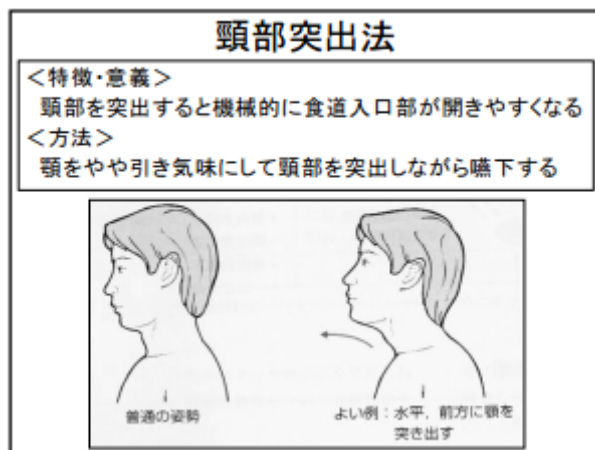 頸部突出法
＜特徴・意義＞
頸部を突出すると機械的に食道入口部が開きやすくなる
＜方法＞
顎をやや引き気味にして頸部を突出しながら嚥下する
普通の姿勢
よい例：水平，前方に顎を
突き出す